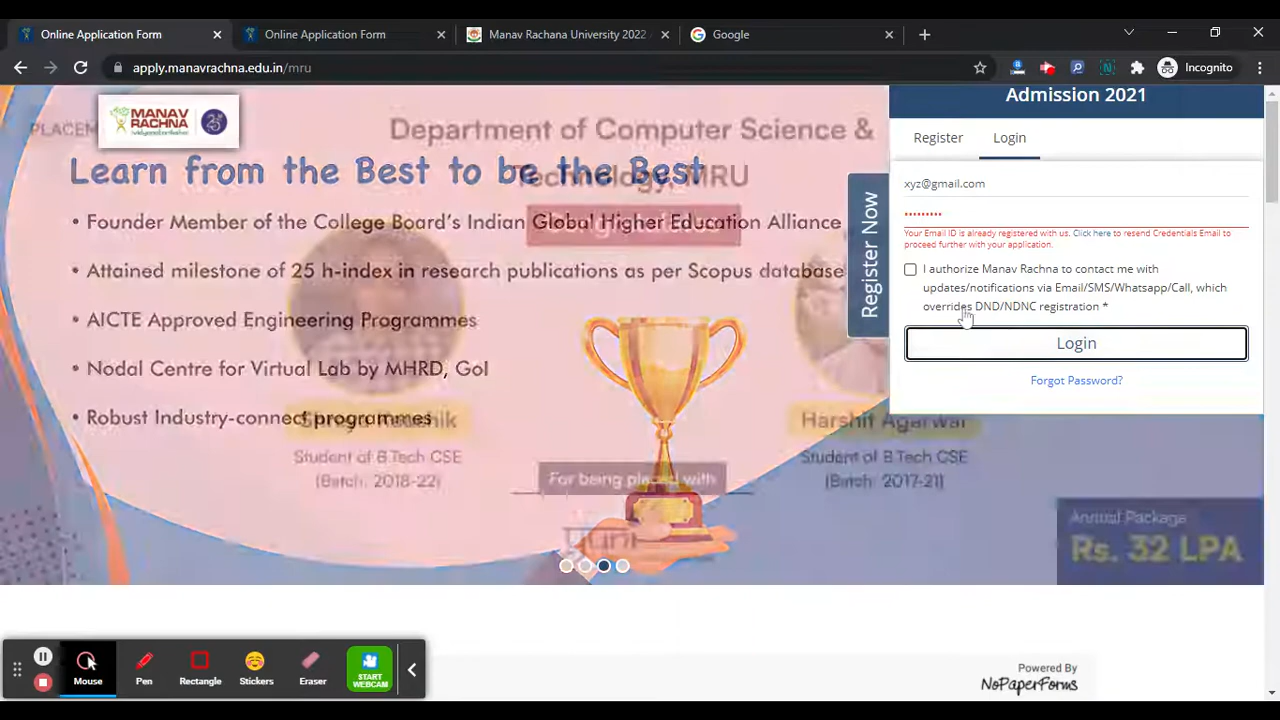 Online Application Form
Online Application Form
Manav Rachana University 2022
Google
apply.manavrachna.edu.in/mru
Incognito
MANAV
RACHNA
PLACEM
Department of Computer Science &
Technology, MRU
Learn from the Best to be the Best
• Founder Member of the College Board's Indian Global Higher Education Alliance
• Attained milestone of 25 h-index in research publications as per Scopus database
• AICTE Approved Engineering Programmes
• Nodal Centre for Virtual Lab by MHRD, GoI
• Robust Industry-connect programmes
Harshit Agarwal
Student of B.Tech CSE
(Batch: 2018-22)
Student of B.Tech CSE
(Batch: 2017-21)
For being placed with
Annual Package
Rs. 32 LPA
Register Now
Admission 2021
Register
Login
xyz@gmail.com
Your Email ID is already registered with us. Click here to resend Credentials Email to
proceed further with your application.
I authorize Manav Rachna to contact me with
updates/notifications via Email/SMS/Whatsapp/Call, which
overrides DND/NDNC registration *
Login
Forgot Password?
Mouse
Pen
Rectangle
Stickers
Eraser
START
WEBCAM
Powered By
NoPaperForms